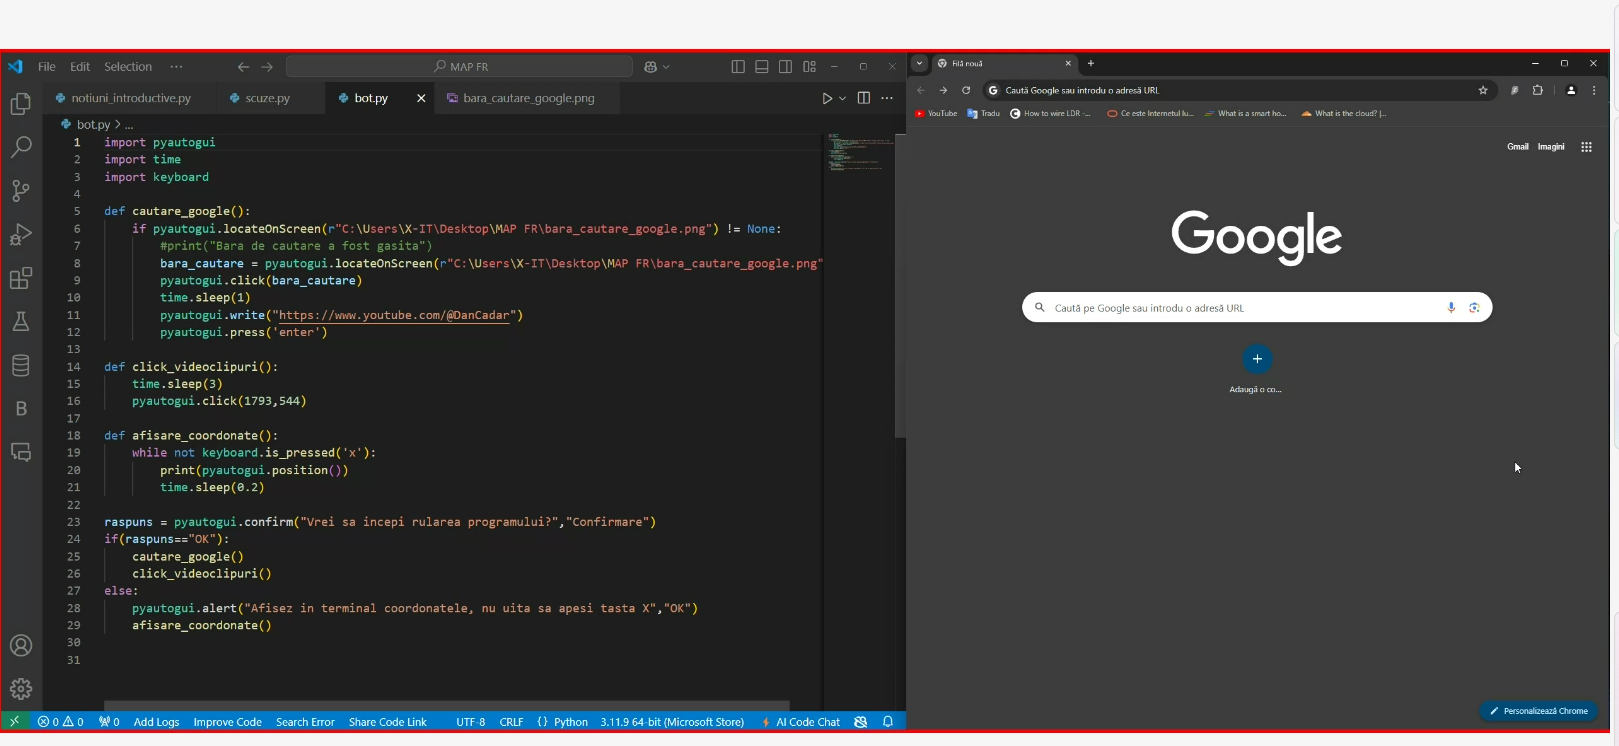 File Edit Selection ··· MAP FR
notiuni_introductive.py scuze.py bot.py bara_cautare_google.png
bot.py > ...
1 import pyautogui
2 import time
3 import keyboard
4
5 def cautare_google():
6 if pyautogui.locateOnScreen(r"C:\Users\X-IT\Desktop\MAP FR\bara_cautare_google.png") != None:
7 #print("Bara de cautare a fost gasita")
8 bara_cautare = pyautogui.locateOnScreen(r"C:\Users\X-IT\Desktop\MAP FR\bara_cautare_google.png"
9 pyautogui.click(bara_cautare)
10 time.sleep(1)
11 pyautogui.write("https://www.youtube.com/@DanCadar")
12 pyautogui.press('enter')
13
14 def click_videoclipuri():
15 time.sleep(3)
16 pyautogui.click(1793,544)
17
18 def afisare_coordonate():
19 while not keyboard.is_pressed('x'):
20 print(pyautogui.position())
21 time.sleep(0.2)
22
23 raspuns = pyautogui.confirm("Vrei sa incepi rularea programului?","Confirmare")
24 if(raspuns=="OK"):
25 cautare_google()
26 click_videoclipuri()
27 else:
28 pyautogui.alert("Afisez in terminal coordonatele, nu uita sa apesi tasta X","OK")
29 afisare_coordonate()
30
31
0 0 0 Add Logs Improve Code Search Error Share Code Link UTF-8 CRLF {} Python 3.11.9 64-bit (Microsoft Store) AI Code Chat
Filă nouă
Caută Google sau introdu o adresă URL
YouTube Tradu How to wire LDR -... Ce este Internetul lu... What is a smart ho... What is the cloud? |...
Gmail Imagini
Google
Caută pe Google sau introdu o adresă URL
Adaugă o co...
Personalizează Chrome